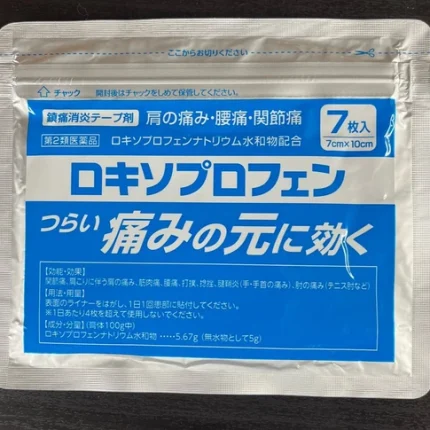 ここからお切りください
チャック 開封後はチャックをしめて保管してください。
鎮痛消炎テープ剤 肩の痛み・腰痛・関節痛 7枚入
第2類医薬品 ロキソプロフェンナトリウム水和物配合 7cm×10cm
ロキソプロフェン
つらい 痛みの元に効く
【効能・効果】
関節痛、肩こりに伴う肩の痛み、筋肉痛、腰痛、打撲、捻挫、腱鞘炎(手・手首の痛み)、肘の痛み(テニス肘など)
【用法・用量】
表面のライナーをはがし、1日1回患部に貼付してください。
※1日あたり4枚を超えて使用しないでください。
【成分・分量】(膏体100g中)
ロキソプロフェンナトリウム水和物 ……5.67g (無水物として5g)